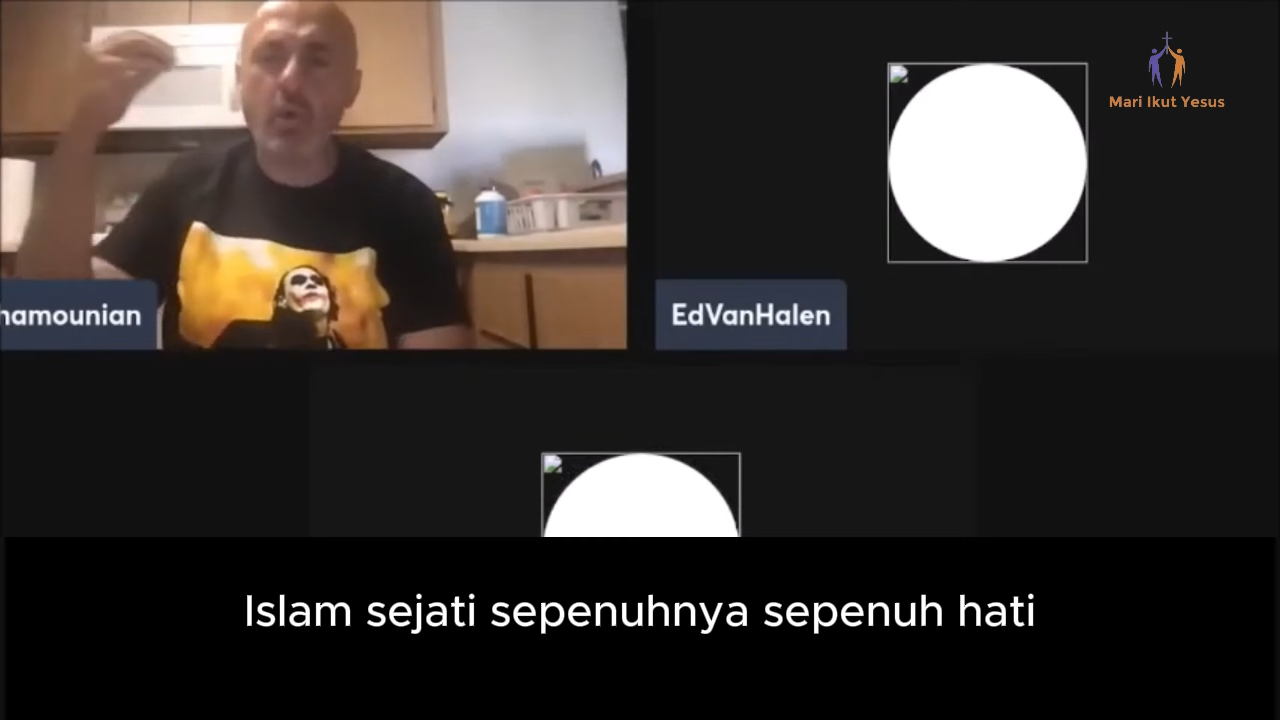 Mari Ikut Yesus
hamounian
EdVanHalen
Islam sejati sepenuhnya sepenuh hati